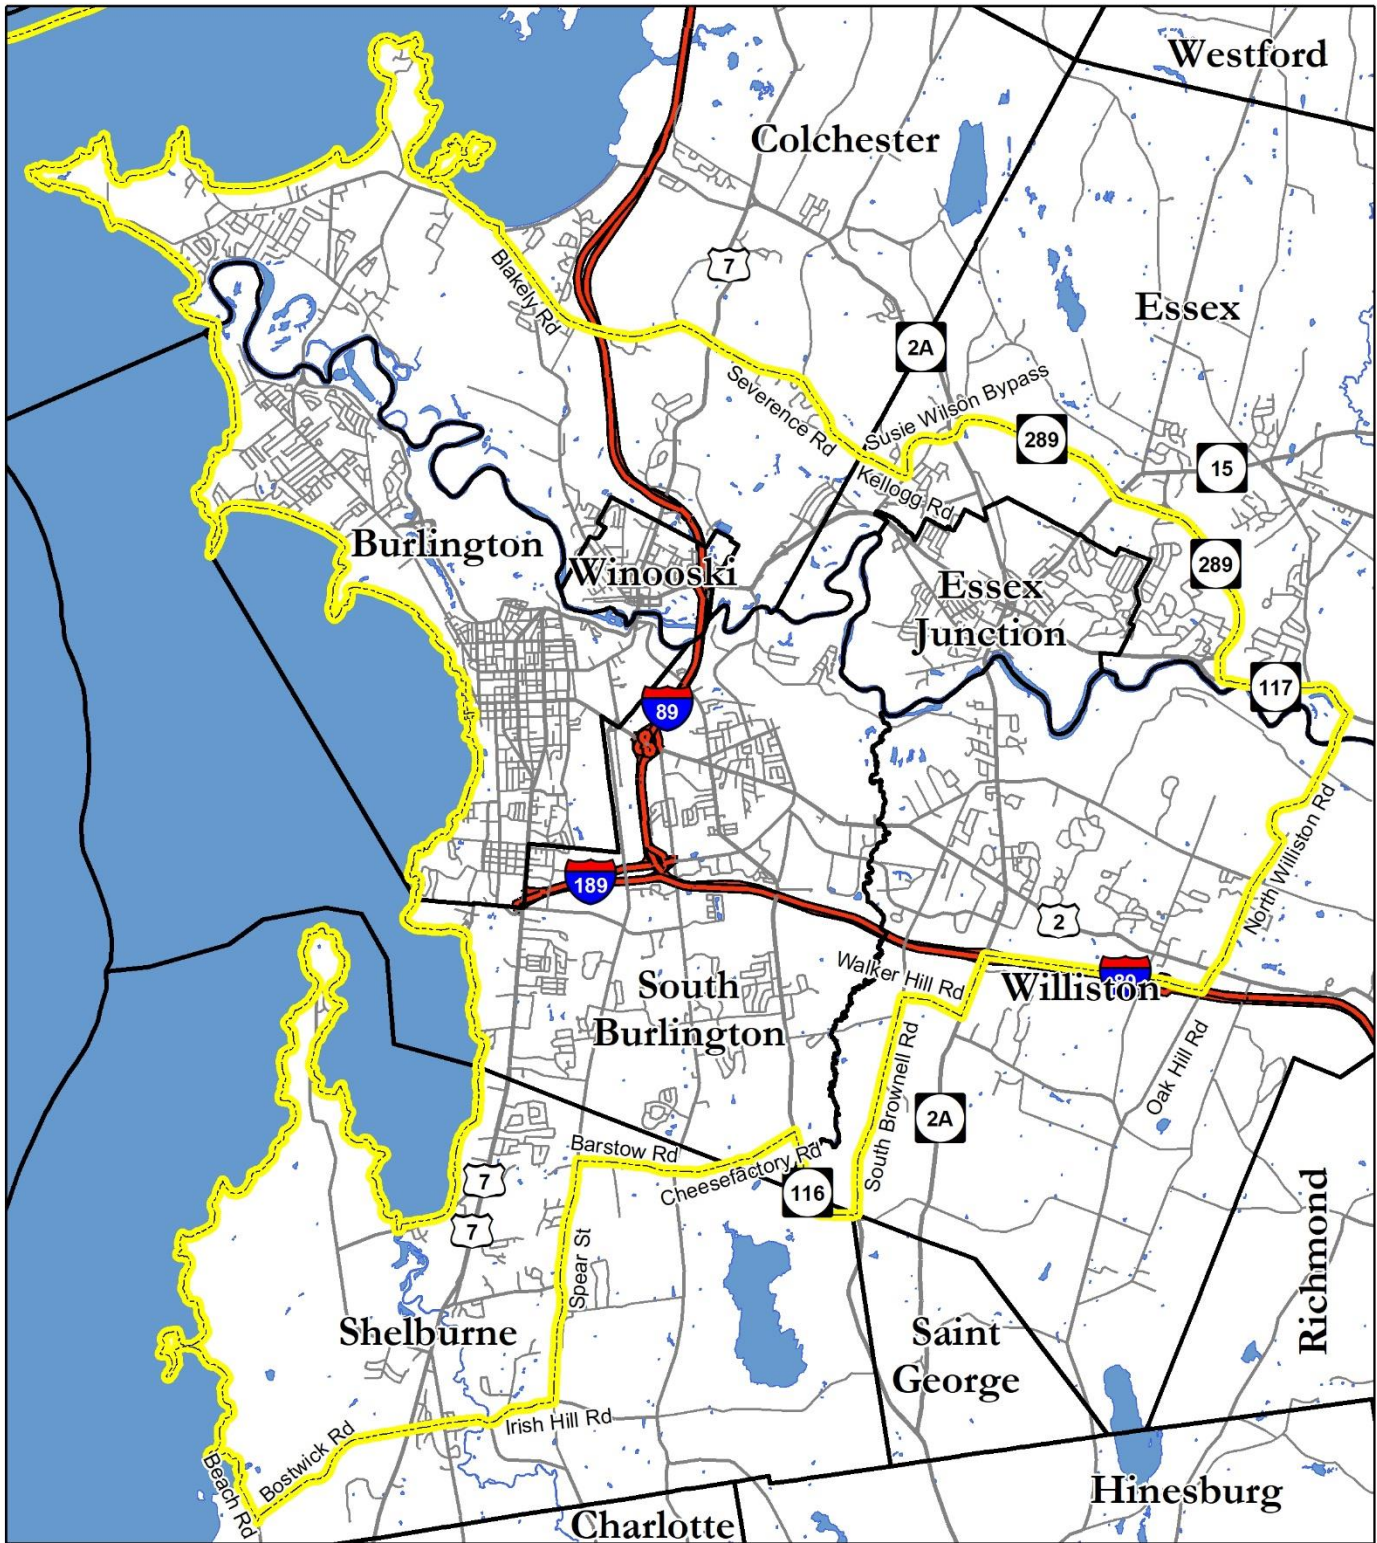 Westford
Colchester
7
Blakely Rd
Essex
2A
Severence Rd
Susie Wilson Bypass
289
15
Kellogg Rd
Burlington
Winooski
289
Essex
Junction
117
89
North Williston Rd
189
2
Walker Hill Rd
89
Williston
South
Burlington
South Brownell Rd
Oak Hill Rd
2A
Barstow Rd
Cheesefactory Rd
7
116
7
Spear St
Richmond
Shelburne
Saint
George
Irish Hill Rd
Bostwick Rd
Beach Rd
Hinesburg
Charlotte